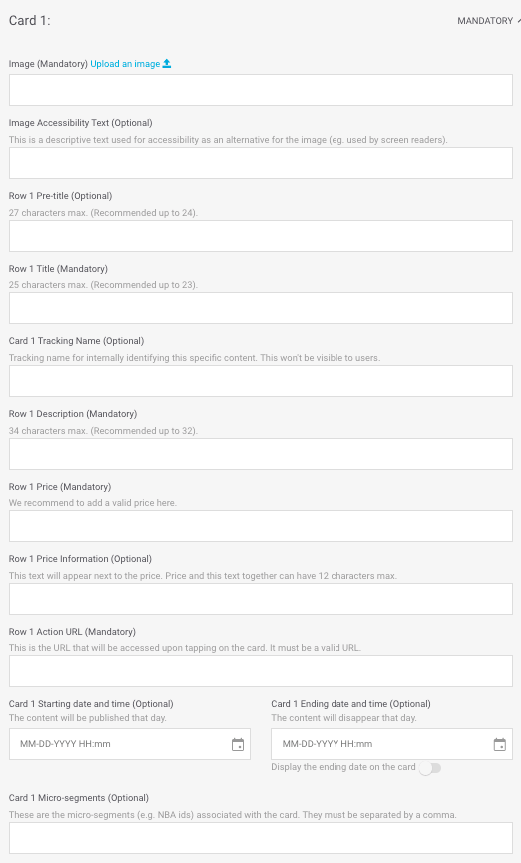 Card 1:
MANDATORY
Image (Mandatory) Upload an image
Image Accessibility Text (Optional)
This is a descriptive text used for accessibility as an alternative for the image (eg. used by screen readers).
Row 1 Pre-title (Optional)
27 characters max. (Recommended up to 24).
Row 1 Title (Mandatory)
25 characters max. (Recommended up to 23).
Card 1 Tracking Name (Optional)
Tracking name for internally identifying this specific content. This won't be visible to users.
Row 1 Description (Mandatory)
34 characters max. (Recommended up to 32).
Row 1 Price (Mandatory)
We recommend to add a valid price here.
Row 1 Price Information (Optional)
This text will appear next to the price. Price and this text together can have 12 characters max.
Row 1 Action URL (Mandatory)
This is the URL that will be accessed upon tapping on the card. It must be a valid URL.
Card 1 Starting date and time (Optional)
The content will be published that day.
MM-DD-YYYY HH:mm
Card 1 Ending date and time (Optional)
The content will disappear that day.
MM-DD-YYYY HH:mm
Display the ending date on the card
Card 1 Micro-segments (Optional)
These are the micro-segments (e.g. NBA ids) associated with the card. They must be separated by a comma.